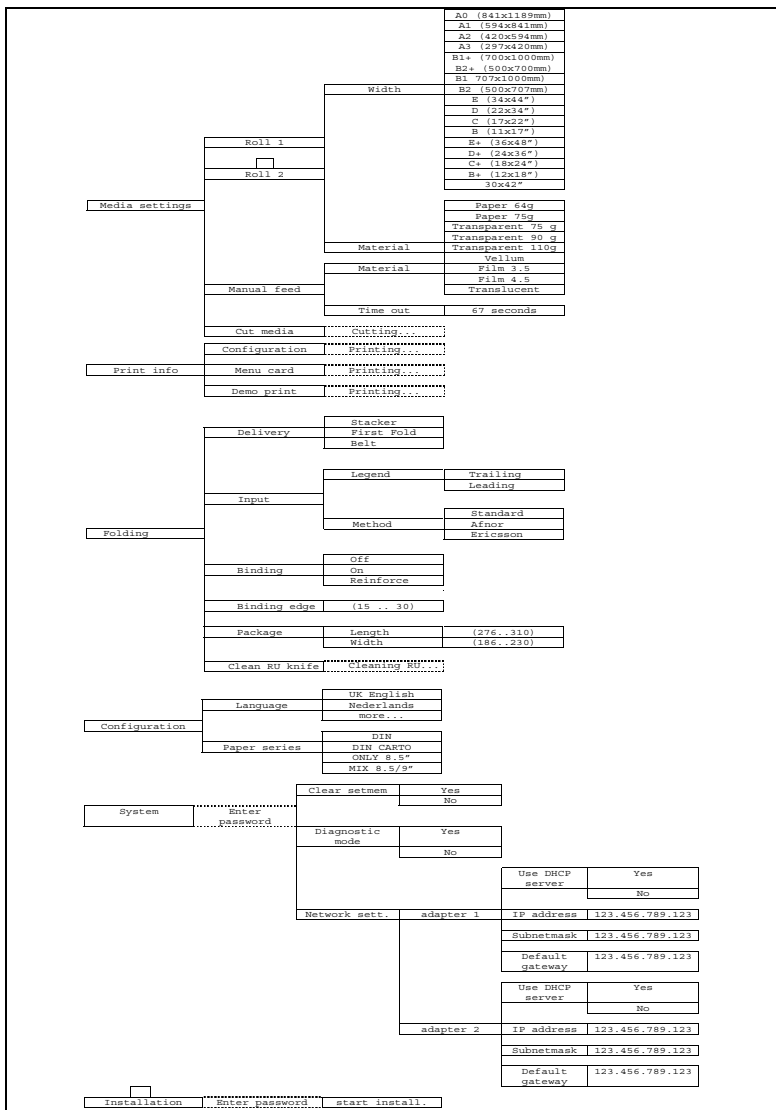 A0 (841x1189mm)
A1 (594x841mm)
A2 (420x594mm)
A3 (297x420mm)
B1+ (700x1000mm)
B2+ (500x700mm)
B1 707x1000mm)
Width B2 (500x707mm)
E (34x44”)
D (22x34”)
C (17x22”)
B (11x17”)
Roll 1 E+ (36x48”)
D+ (24x36”)
C+ (18x24”)
Roll 2 B+ (12x18”)
30x42”
Media settings Paper 64g
Paper 75g
Transparent 75 g
Transparent 90 g
Material Transparent 110g
Vellum
Material Film 3.5
Film 4.5
Manual feed Translucent
Time out 67 seconds
Cut media Cutting...
Configuration Printing...
Print info Menu card Printing...
Demo print Printing...
Stacker
Delivery First Fold
Belt
Legend Trailing
Leading
Input
Standard
Method Afnor
Folding Ericsson
Off
Binding On
Reinforce
Binding edge (15 .. 30)
Package Length (276..310)
Width (186..230)
Clean RU knife Cleaning RU...
UK English
Language Nederlands
more...
Configuration
DIN
Paper series DIN CARTO
ONLY 8.5”
MIX 8.5/9”
Clear setmem Yes
No
System Enter
password
Diagnostic Yes
mode
No
Use DHCP Yes
server
No
Network sett. adapter 1 IP address 123.456.789.123
Subnetmask 123.456.789.123
Default 123.456.789.123
gateway
Use DHCP Yes
server
No
adapter 2 IP address 123.456.789.123
Subnetmask 123.456.789.123
Default 123.456.789.123
gateway
Installation Enter password start install.